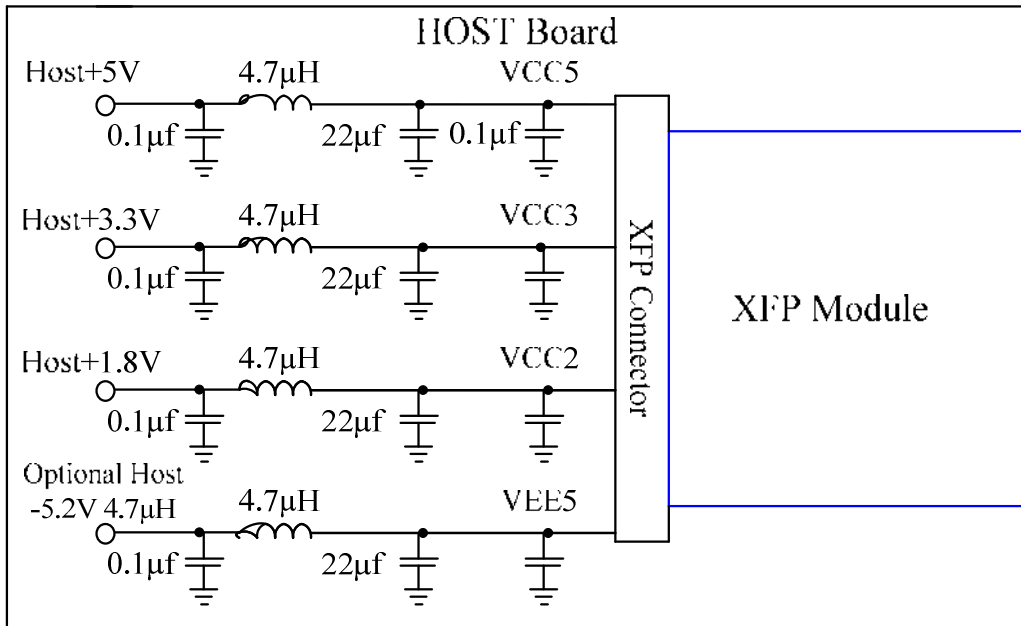 HOST Board
Host+5V
4.7µH
VCC5
0.1µf
22µf
0.1µf
Host+3.3V
4.7µH
VCC3
0.1µf
22µf
XFP Connector
XFP Module
Host+1.8V
4.7µH
VCC2
0.1µf
22µf
Optional Host
-5.2V 4.7µH
4.7µH
VEE5
0.1µf
22µf